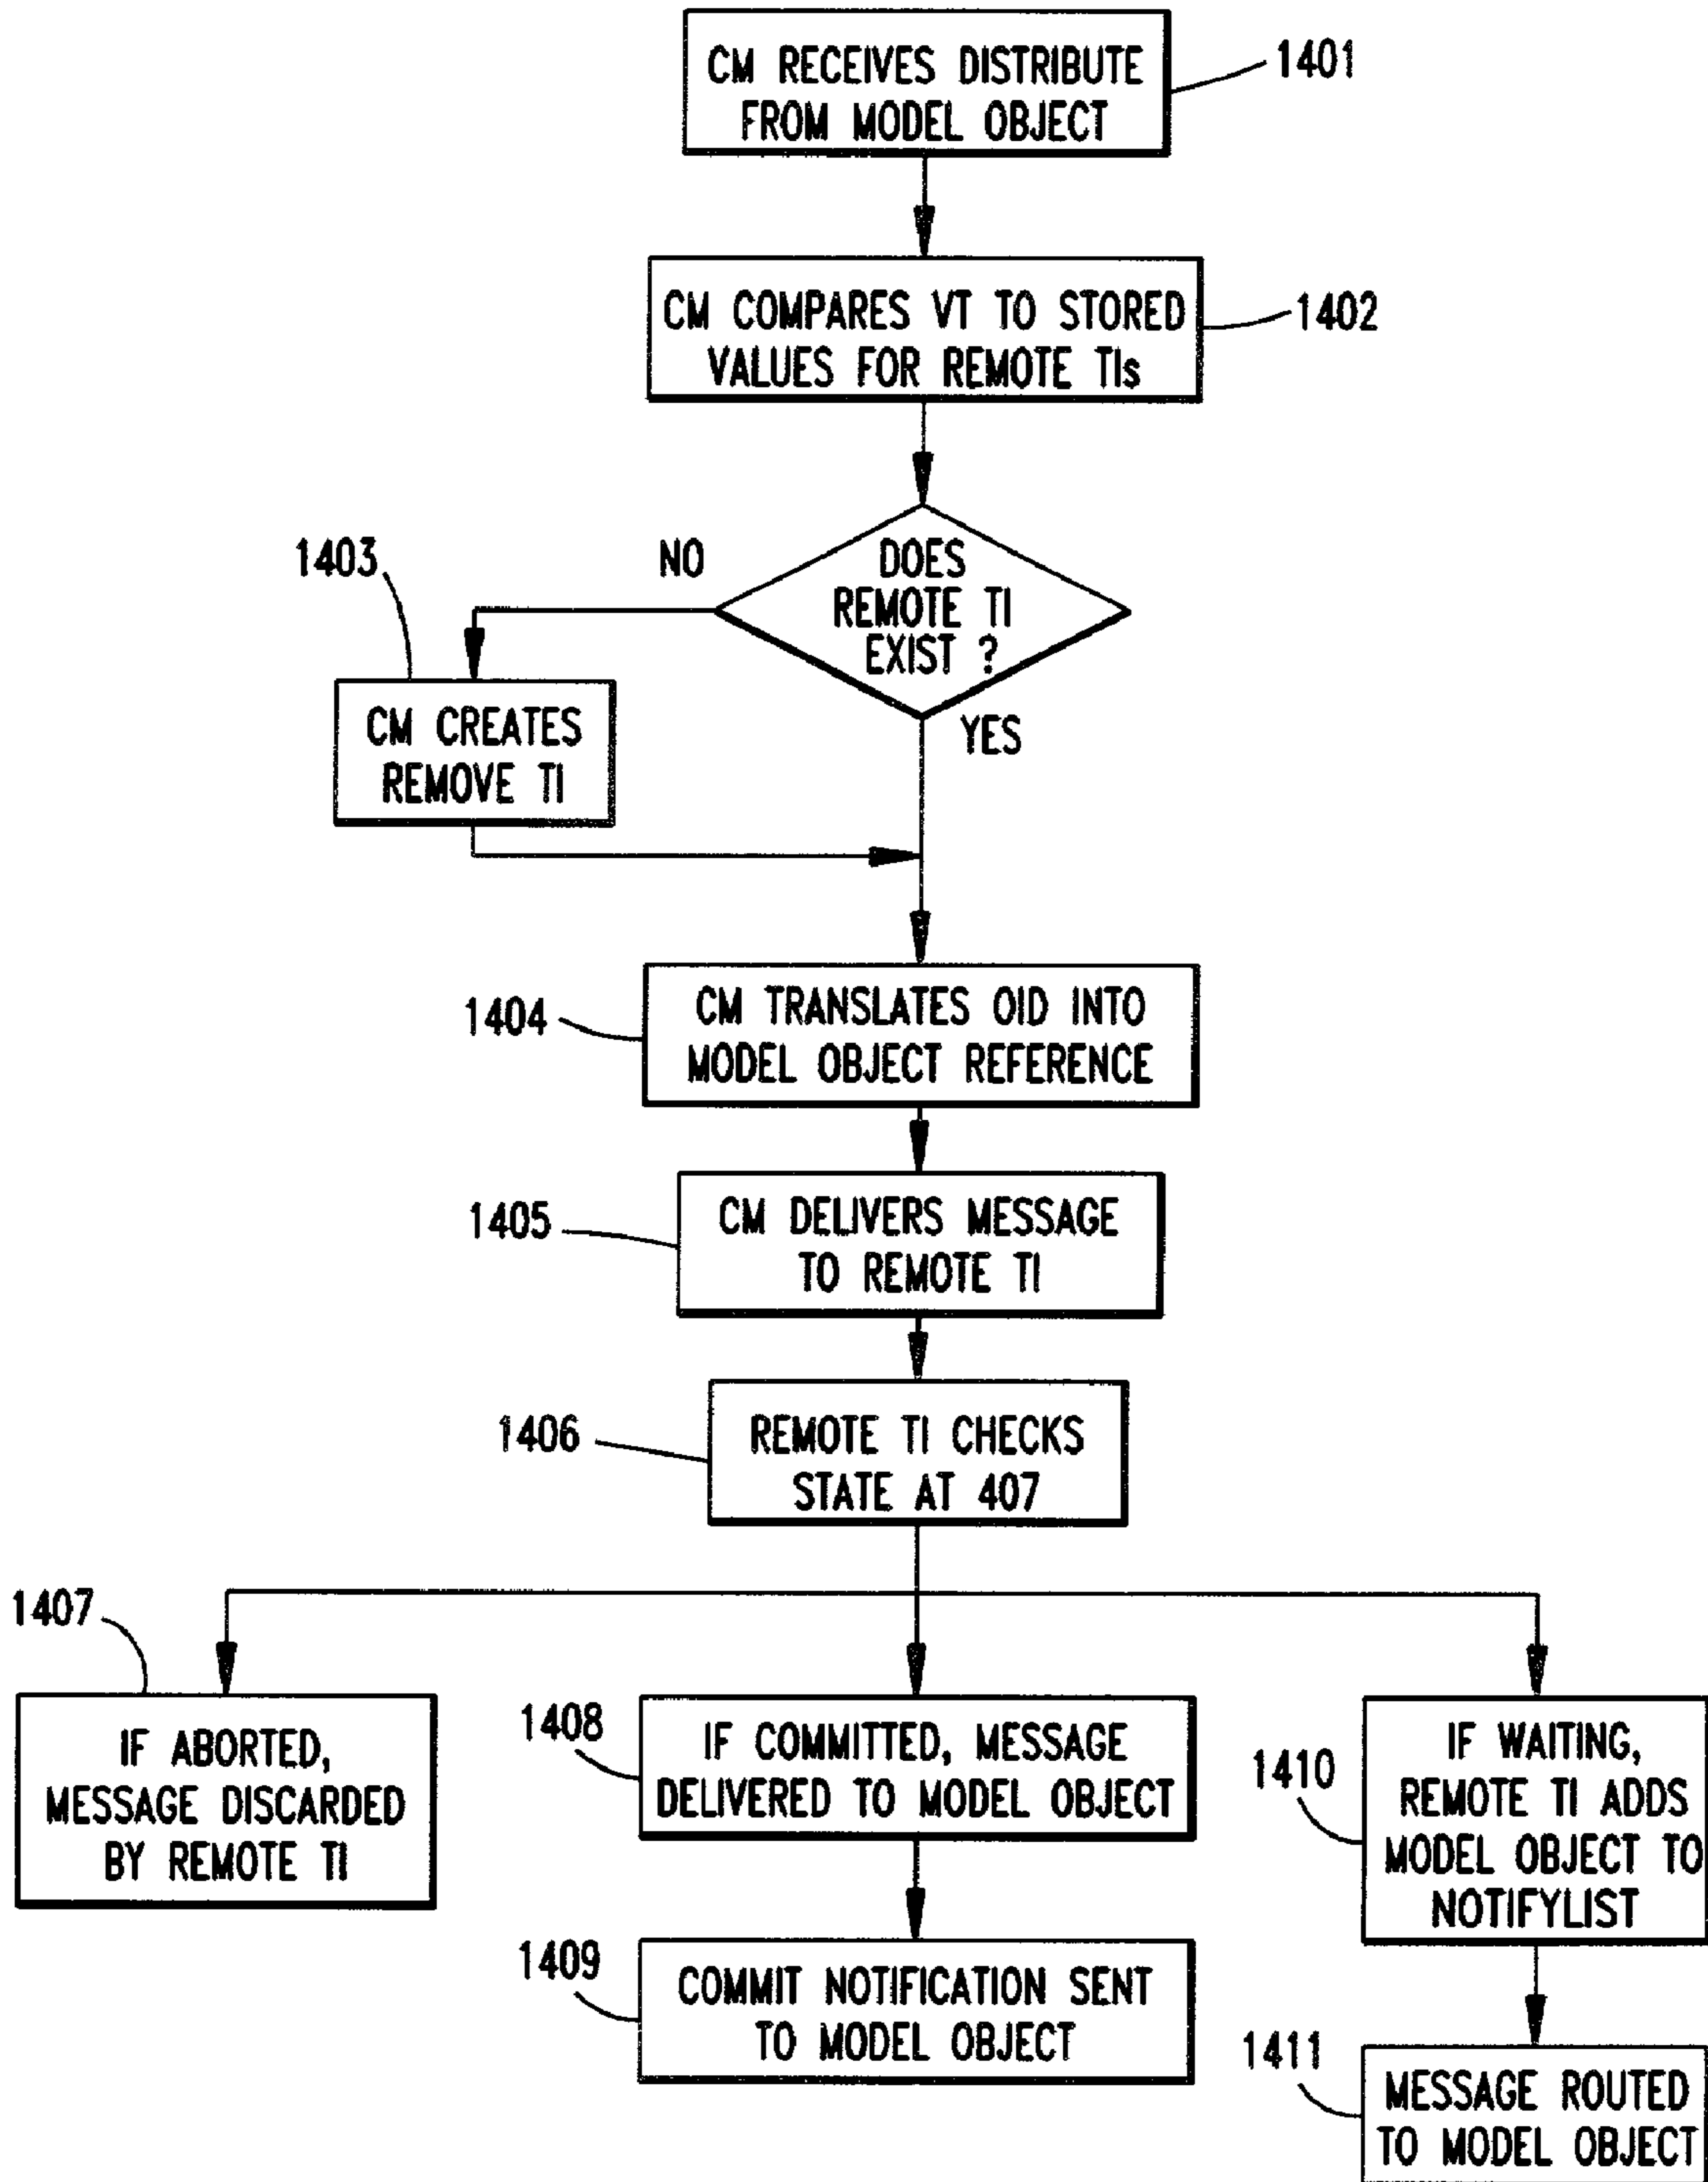 CM RECEIVES DISTRIBUTE
FROM MODEL OBJECT
1401
CM COMPARES VT TO STORED
VALUES FOR REMOTE TIs
1402
DOES
REMOTE TI
EXIST ?
NO
YES
1403
CM CREATES
REMOVE TI
1404
CM TRANSLATES OID INTO
MODEL OBJECT REFERENCE
1405
CM DELIVERS MESSAGE
TO REMOTE TI
1406
REMOTE TI CHECKS
STATE AT 407
1407
IF ABORTED,
MESSAGE DISCARDED
BY REMOTE TI
1408
IF COMMITTED, MESSAGE
DELIVERED TO MODEL OBJECT
1409
COMMIT NOTIFICATION SENT
TO MODEL OBJECT
1410
IF WAITING,
REMOTE TI ADDS
MODEL OBJECT TO
NOTIFYLIST
1411
MESSAGE ROUTED
TO MODEL OBJECT